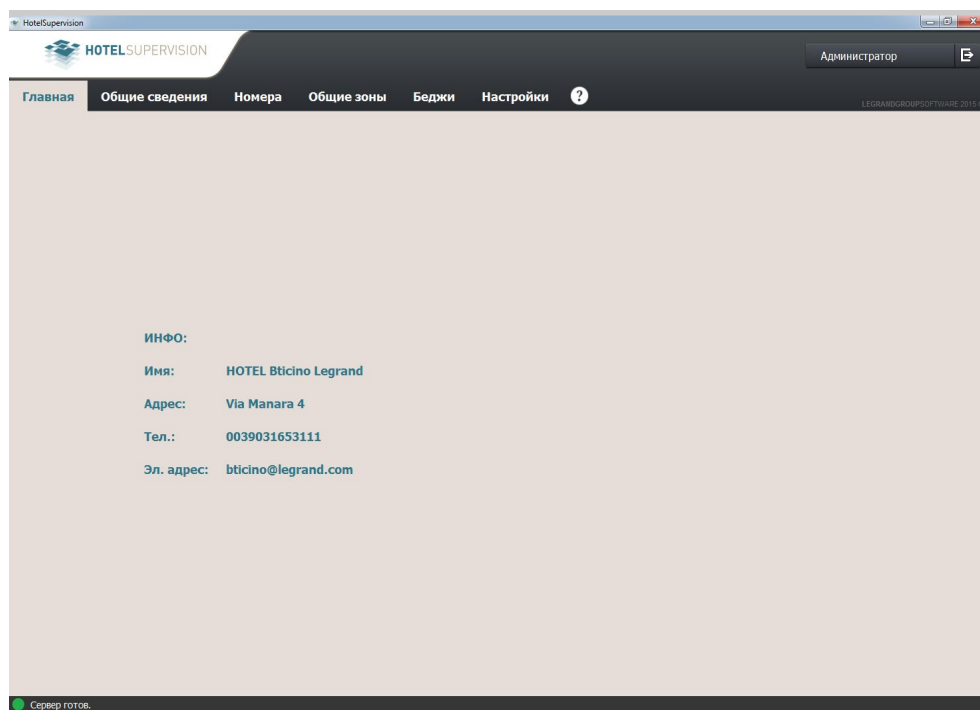 HotelSupervision
HOTELSUPERVISION
Администратор
Главная Общие сведения Номера Общие зоны Беджи Настройки ?
LEGRANDGROUPSOFTWARE 2015
ИНФО:
Имя: HOTEL Bticino Legrand
Адрес: Via Manara 4
Тел.: 0039031653111
Эл. адрес: bticino@legrand.com
Сервер готов.